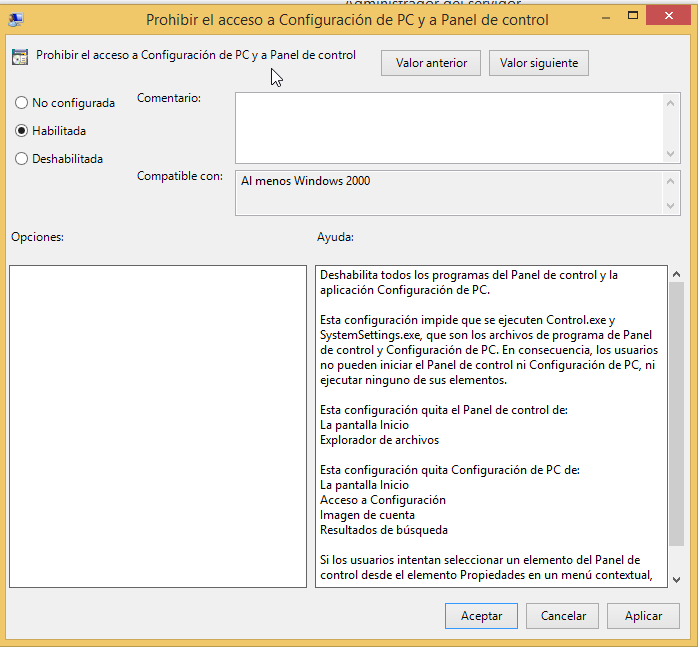 Administrador del servidor
Prohibir el acceso a Configuración de PC y a Panel de control
Prohibir el acceso a Configuración de PC y a Panel de control
Valor anterior
Valor siguiente
No configurada
Habilitada
Deshabilitada
Comentario:
Compatible con:
Al menos Windows 2000
Opciones:
Ayuda:
Deshabilita todos los programas del Panel de control y la
aplicación Configuración de PC.
Esta configuración impide que se ejecuten Control.exe y
SystemSettings.exe, que son los archivos de programa de Panel
de control y Configuración de PC. En consecuencia, los usuarios
no pueden iniciar el Panel de control ni Configuración de PC, ni
ejecutar ninguno de sus elementos.
Esta configuración quita el Panel de control de:
La pantalla Inicio
Explorador de archivos
Esta configuración quita Configuración de PC de:
La pantalla Inicio
Acceso a Configuración
Imagen de cuenta
Resultados de búsqueda
Si los usuarios intentan seleccionar un elemento del Panel de
control desde el elemento Propiedades en un menú contextual,
Aceptar
Cancelar
Aplicar